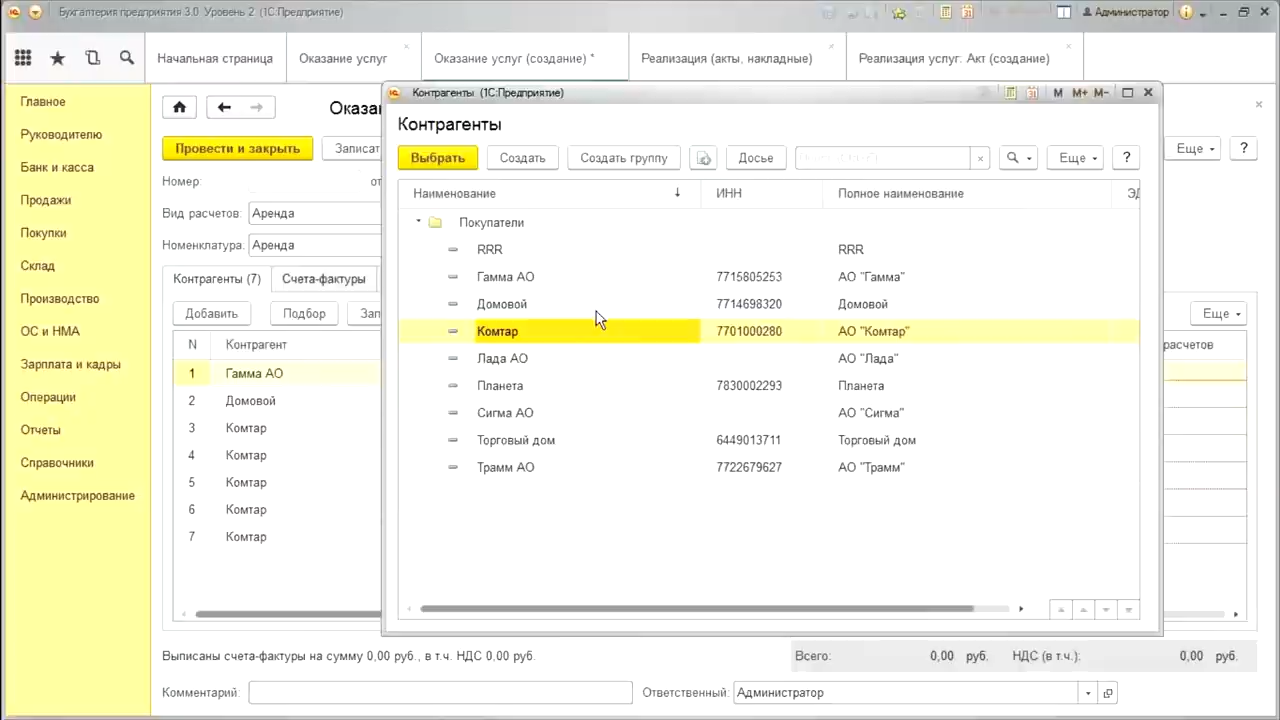 Бухгалтерия предприятия 3.0 Уровень 2 (1С:Предприятие)
Администратор
Начальная страница
Оказание услуг
Оказание услуг (создание) *
Реализация (акты, накладные)
Реализация услуг: Акт (создание)
Главное
Руководителю
Банк и касса
Продажи
Покупки
Склад
Производство
ОС и НМА
Зарплата и кадры
Операции
Отчеты
Справочники
Администрирование
Оказа
Провести и закрыть
Записат
Еще
?
Номер:
от
Вид расчетов: Аренда
Номенклатура: Аренда
Контрагенты (7)
Счета-фактуры
Добавить
Подбор
Зап
Еще
N Контрагент
расчетов
1 Гамма АО
2 Домовой
3 Комтар
4 Комтар
5 Комтар
6 Комтар
7 Комтар
Контрагенты (1С:Предприятие)
M M+ M-
Контрагенты
Выбрать
Создать
Создать группу
Досье
Еще
?
Наименование ИНН Полное наименование ЭД
Покупатели
RRR RRR
Гамма АО 7715805253 АО "Гамма"
Домовой 7714698320 Домовой
Комтар 7701000280 АО "Комтар"
Лада АО АО "Лада"
Планета 7830002293 Планета
Сигма АО АО "Сигма"
Торговый дом 6449013711 Торговый дом
Трамм АО 7722679627 АО "Трамм"
Выписаны счета-фактуры на сумму 0,00 руб., в т.ч. НДС 0,00 руб.
Всего: 0,00 руб. НДС (в т.ч.): 0,00 руб.
Комментарий:
Ответственный: Администратор